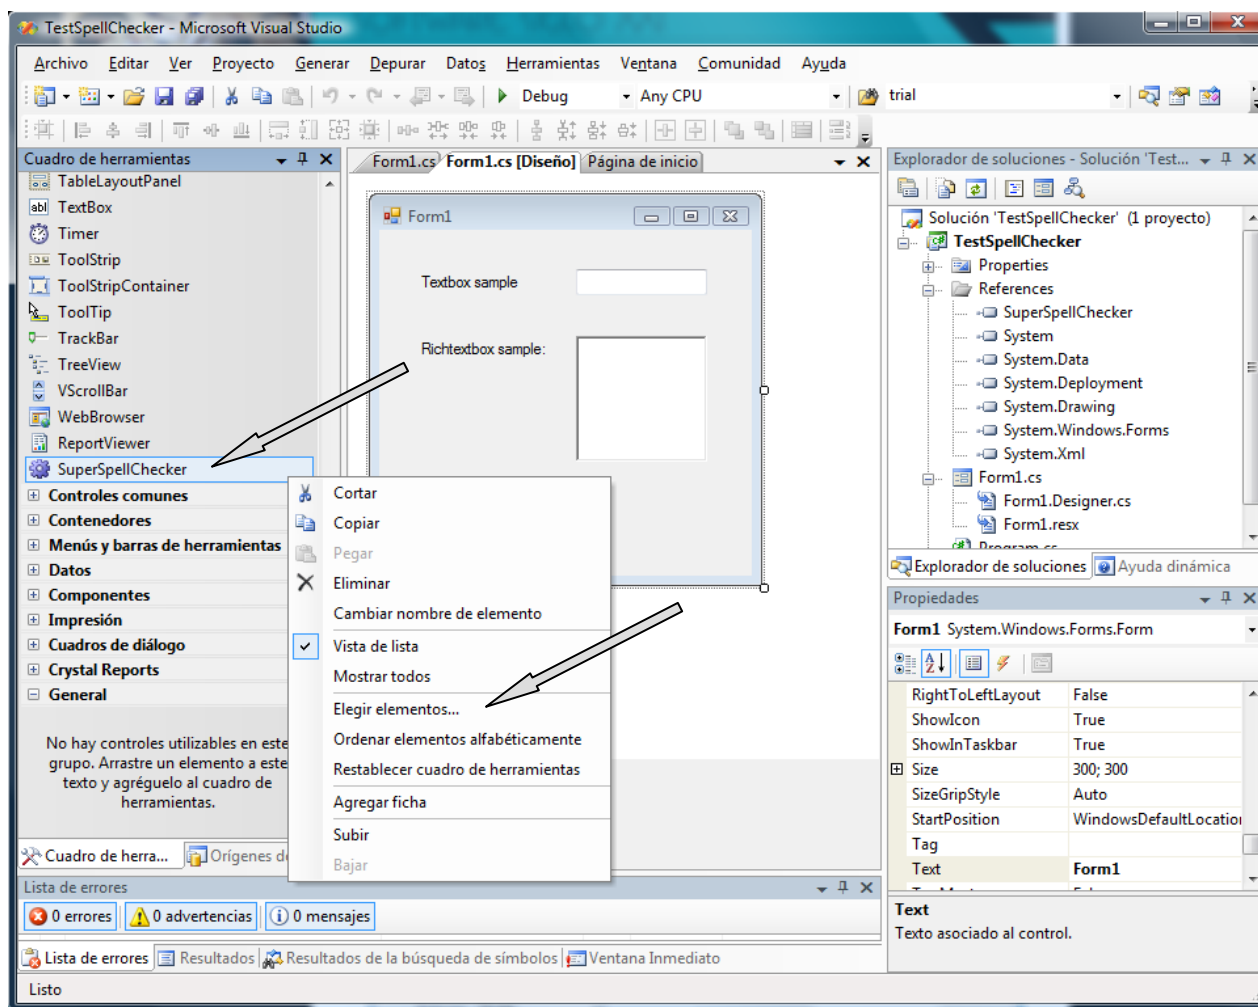 TestSpellChecker - Microsoft Visual Studio
Archivo Editar Ver Proyecto Generar Depurar Datos Herramientas Ventana Comunidad Ayuda
Debug Any CPU trial
Cuadro de herramientas
TableLayoutPanel
TextBox
Timer
ToolStrip
ToolStripContainer
ToolTip
TrackBar
TreeView
VScrollBar
WebBrowser
ReportViewer
SuperSpellChecker
Controles comunes
Contenedores
Menús y barras de herramientas
Datos
Componentes
Impresión
Cuadros de diálogo
Crystal Reports
General
No hay controles utilizables en este
grupo. Arrastre un elemento a este
texto y agréguelo al cuadro de
herramientas.
Cuadro de herra... Orígenes d
Form1.cs Form1.cs [Diseño] Página de inicio
Form1
Textbox sample
Richtextbox sample:
Cortar
Copiar
Pegar
Eliminar
Cambiar nombre de elemento
Vista de lista
Mostrar todos
Elegir elementos...
Ordenar elementos alfabéticamente
Restablecer cuadro de herramientas
Agregar ficha
Subir
Bajar
Explorador de soluciones - Solución 'Test...
Solución 'TestSpellChecker' (1 proyecto)
TestSpellChecker
Properties
References
SuperSpellChecker
System
System.Data
System.Deployment
System.Drawing
System.Windows.Forms
System.Xml
Form1.cs
Form1.Designer.cs
Form1.resx
Program.cs
Explorador de soluciones Ayuda dinámica
Propiedades
Form1 System.Windows.Forms.Form
RightToLeftLayout False
ShowIcon True
ShowInTaskbar True
Size 300; 300
SizeGripStyle Auto
StartPosition WindowsDefaultLocation
Tag
Text Form1
Text
Texto asociado al control.
Lista de errores
0 errores 0 advertencias 0 mensajes
Lista de errores Resultados Resultados de la búsqueda de símbolos Ventana Inmediato
Listo